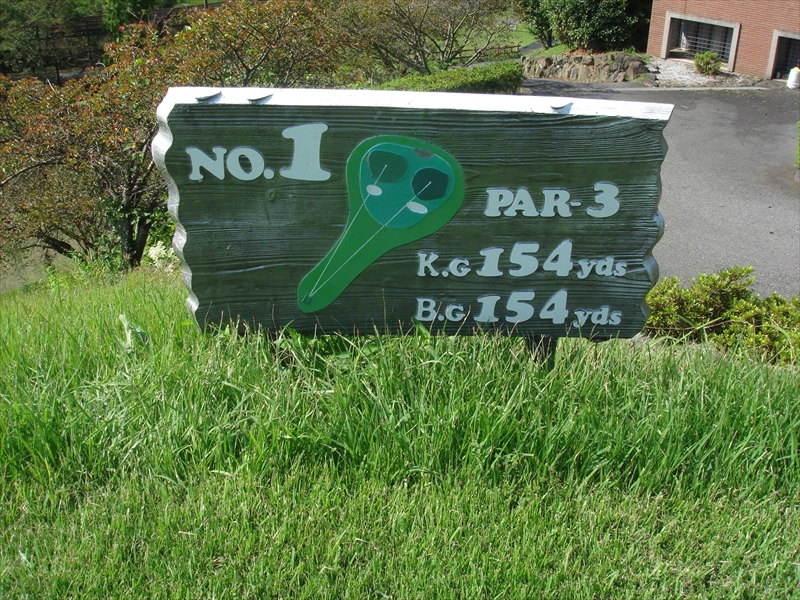 NO.1
PAR-3
K.G 154 yds
B.G 154 yds